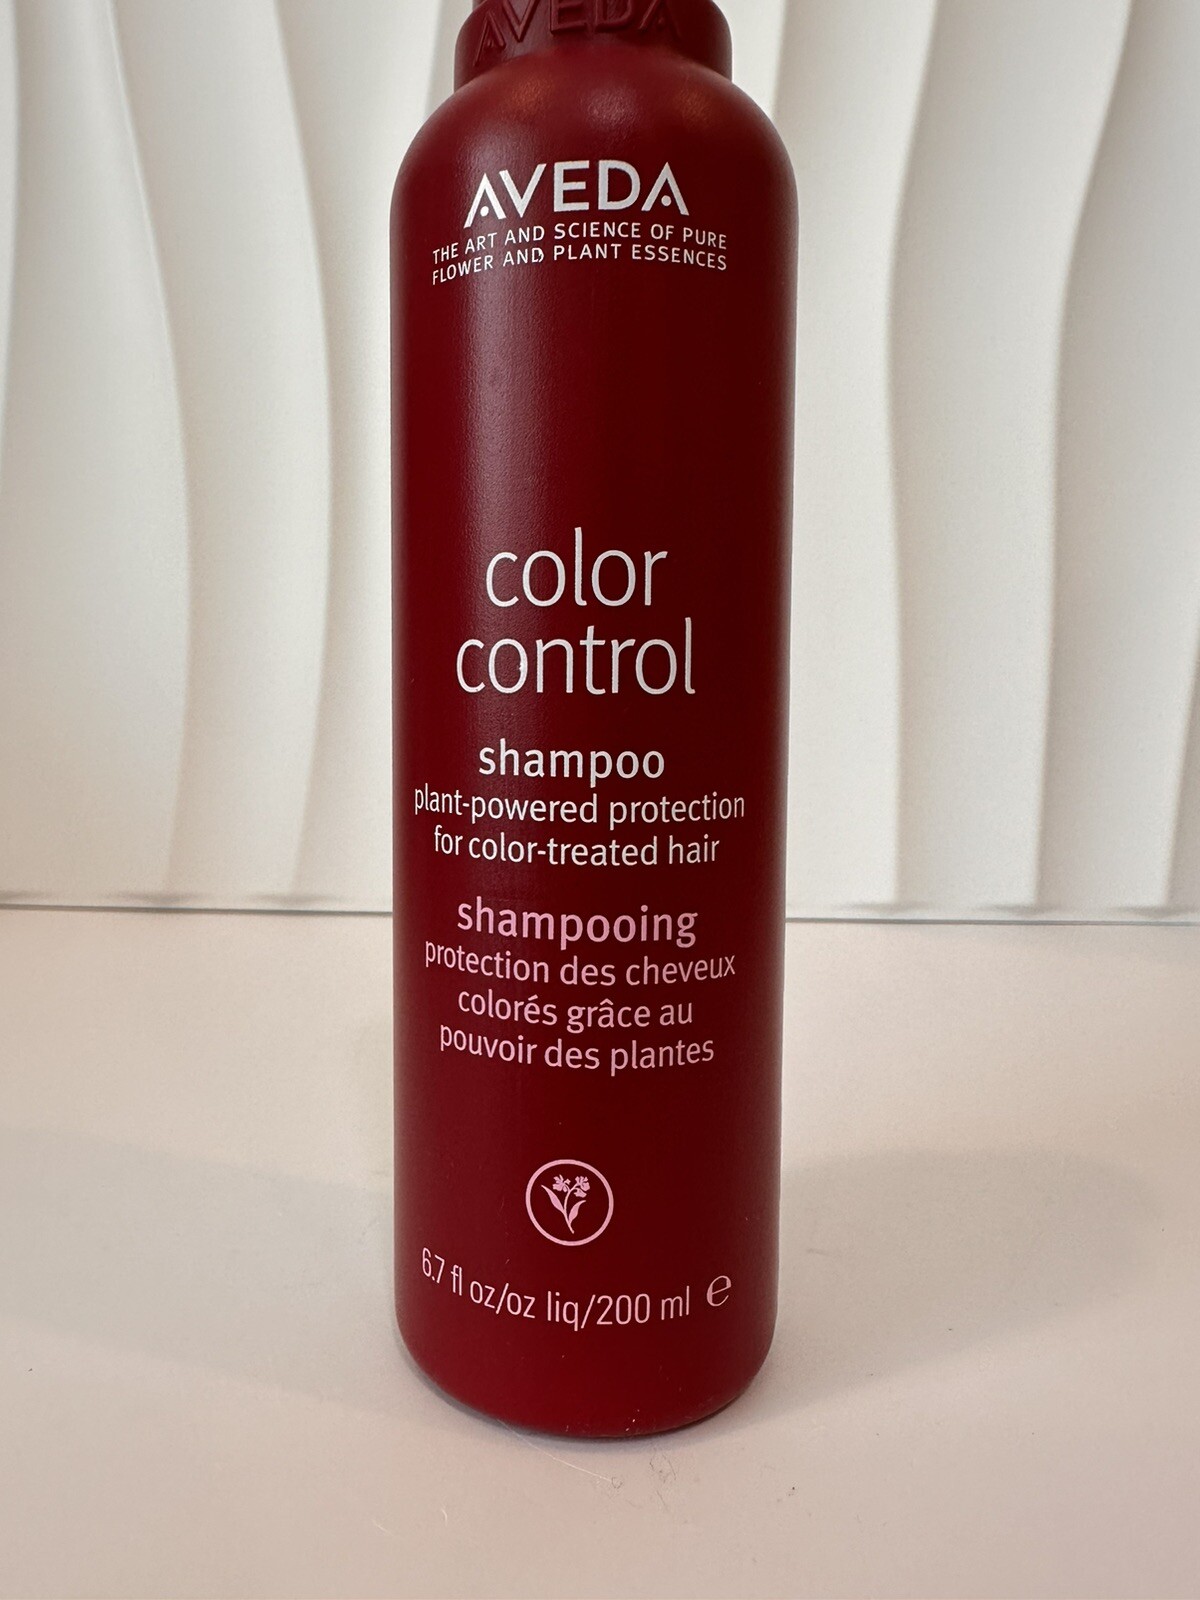 AVEDA
AVEDA
THE ART AND SCIENCE OF PURE
FLOWER AND PLANT ESSENCES
color
control
shampoo
plant-powered protection
for color-treated hair
shampooing
protection des cheveux
colorés grâce au
pouvoir des plantes
6.7 fl oz/oz liq/200 ml ℮